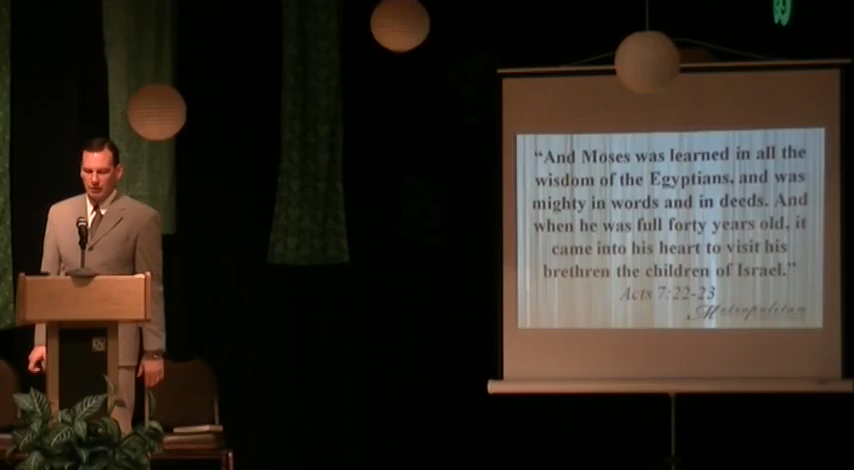 “And Moses was learned in all the
wisdom of the Egyptians, and was
mighty in words and in deeds. And
when he was full forty years old, it
came into his heart to visit his
brethren the children of Israel.”
Acts 7:22-23
Metropolitan